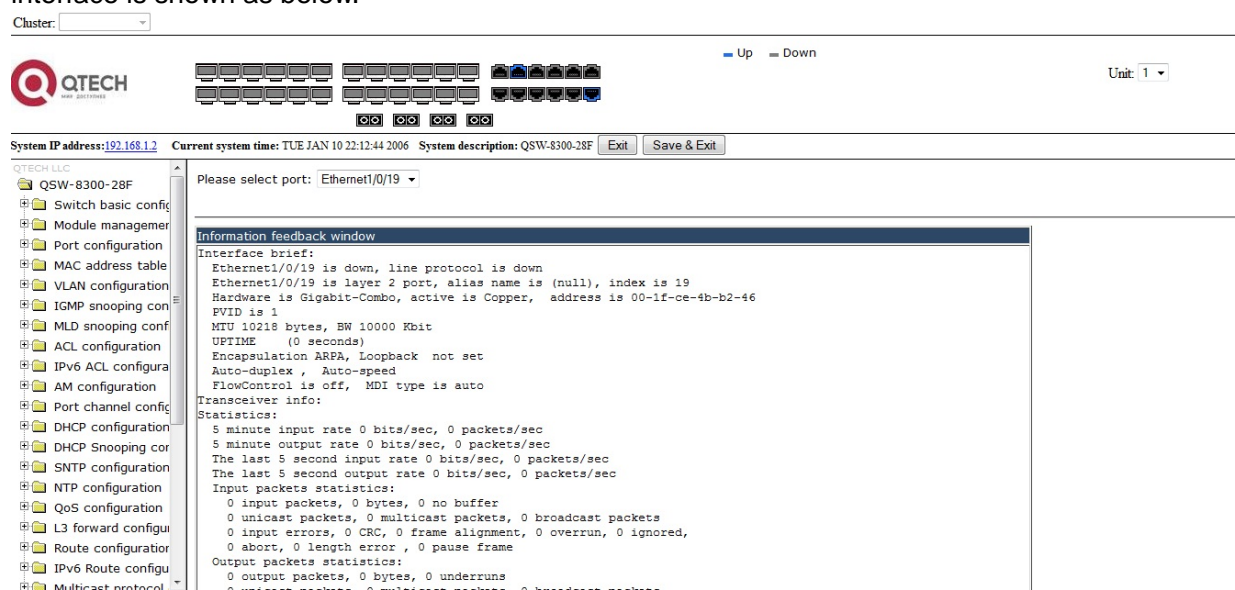 interface is shown as below.
Cluster:
Up Down
QTECH
МИР ДОСТУПНЕЕ
Unit: 1
System IP address:192.168.1.2 Current system time: TUE JAN 10 22:12:44 2006 System description: QSW-8300-28F Exit Save & Exit
QTECH LLC
QSW-8300-28F
Switch basic config
Module managemer
Port configuration
MAC address table
VLAN configuration
IGMP snooping con
MLD snooping conf
ACL configuration
IPv6 ACL configura
AM configuration
Port channel config
DHCP configuration
DHCP Snooping cor
SNTP configuration
NTP configuration
QoS configuration
L3 forward configur
Route configuration
IPv6 Route configu
Multicast protocol
Please select port: Ethernet1/0/19
Information feedback window
Interface brief:
Ethernet1/0/19 is down, line protocol is down
Ethernet1/0/19 is layer 2 port, alias name is (null), index is 19
Hardware is Gigabit-Combo, active is Copper, address is 00-1f-ce-4b-b2-46
PVID is 1
MTU 10218 bytes, BW 10000 Kbit
UPTIME (0 seconds)
Encapsulation ARPA, Loopback not set
Auto-duplex , Auto-speed
FlowControl is off, MDI type is auto
Transceiver info:
Statistics:
5 minute input rate 0 bits/sec, 0 packets/sec
5 minute output rate 0 bits/sec, 0 packets/sec
The last 5 second input rate 0 bits/sec, 0 packets/sec
The last 5 second output rate 0 bits/sec, 0 packets/sec
Input packets statistics:
0 input packets, 0 bytes, 0 no buffer
0 unicast packets, 0 multicast packets, 0 broadcast packets
0 input errors, 0 CRC, 0 frame alignment, 0 overrun, 0 ignored,
0 abort, 0 length error , 0 pause frame
Output packets statistics:
0 output packets, 0 bytes, 0 underruns
0 unicast packets, 0 multicast packets, 0 broadcast packets